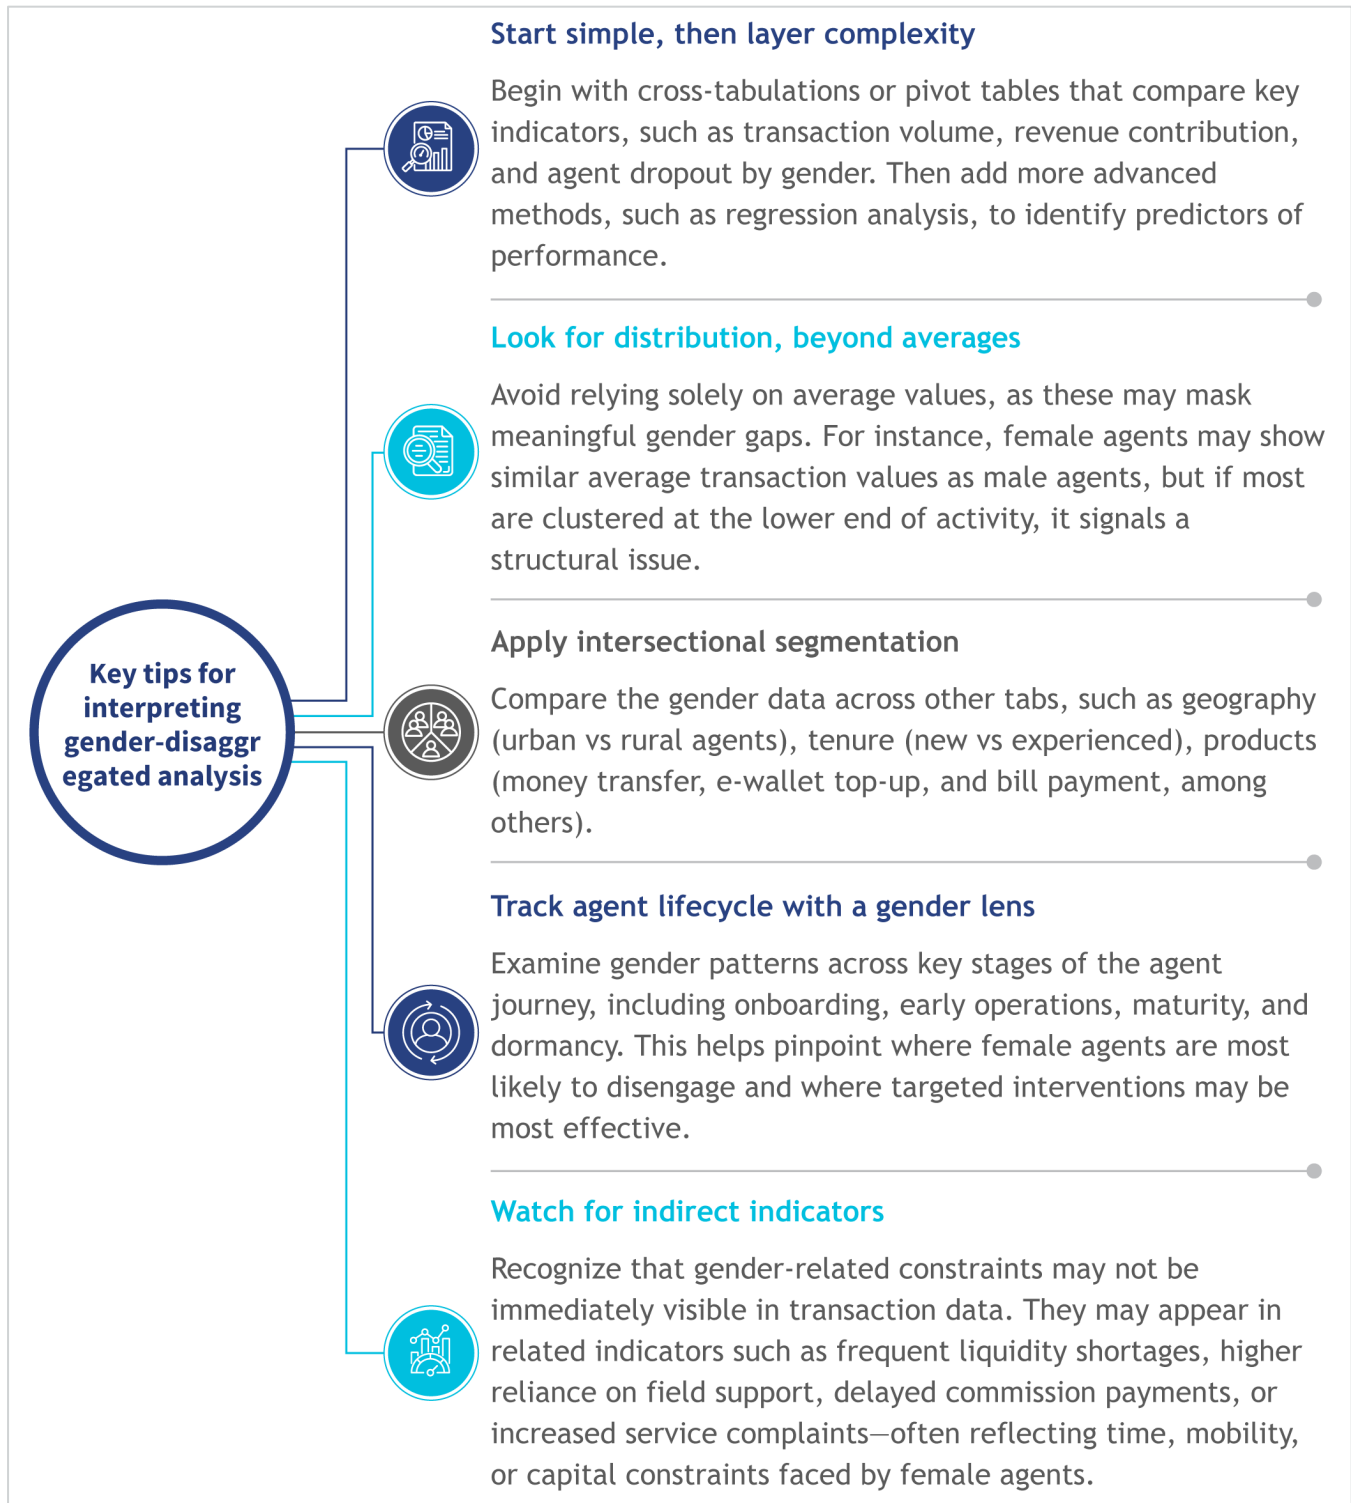 Start simple, then layer complexity
Begin with cross-tabulations or pivot tables that compare key
indicators, such as transaction volume, revenue contribution,
and agent dropout by gender. Then add more advanced
methods, such as regression analysis, to identify predictors of
performance.
Look for distribution, beyond averages
Avoid relying solely on average values, as these may mask
meaningful gender gaps. For instance, female agents may show
similar average transaction values as male agents, but if most
are clustered at the lower end of activity, it signals a
structural issue.
Key tips for
interpreting
gender-disaggr
egated analysis
Apply intersectional segmentation
Compare the gender data across other tabs, such as geography
(urban vs rural agents), tenure (new vs experienced), products
(money transfer, e-wallet top-up, and bill payment, among
others).
Track agent lifecycle with a gender lens
Examine gender patterns across key stages of the agent
journey, including onboarding, early operations, maturity, and
dormancy. This helps pinpoint where female agents are most
likely to disengage and where targeted interventions may be
most effective.
Watch for indirect indicators
Recognize that gender-related constraints may not be
immediately visible in transaction data. They may appear in
related indicators such as frequent liquidity shortages, higher
reliance on field support, delayed commission payments, or
increased service complaints—often reflecting time, mobility,
or capital constraints faced by female agents.